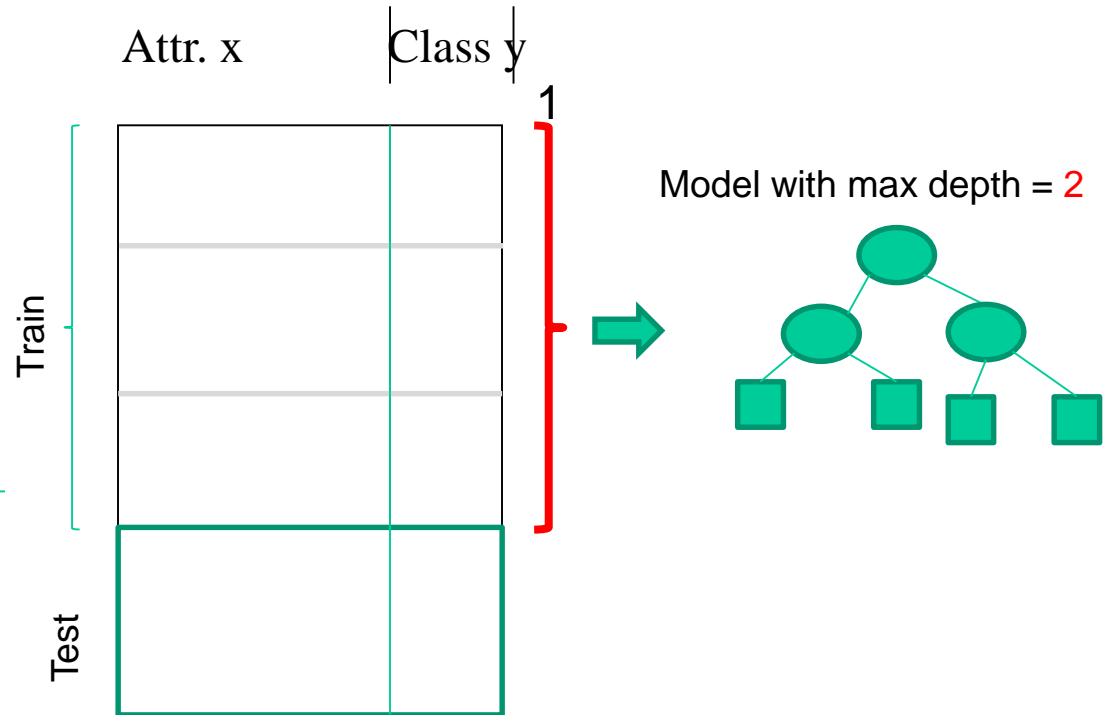 Attr. x Class y
1
Model with max depth = 2
Train
Test